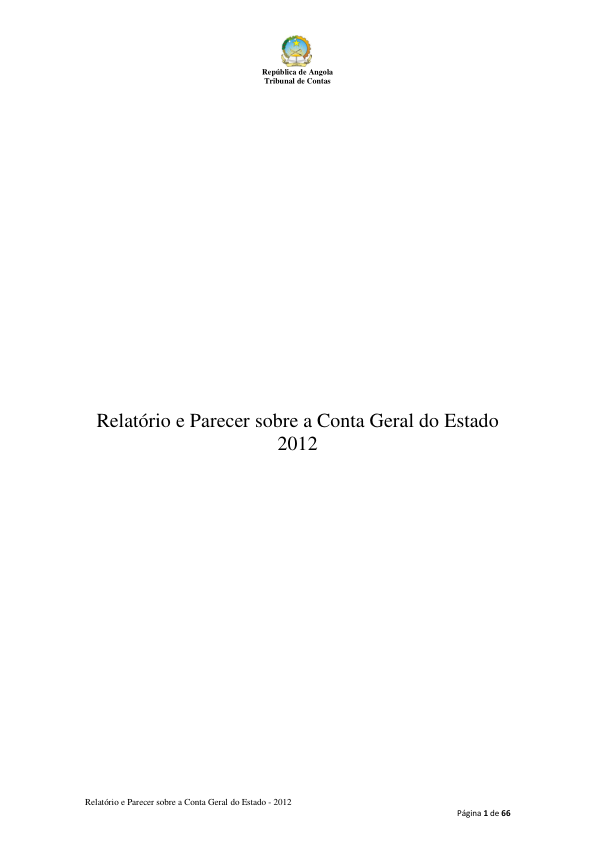 República de Angola
Tribunal de Contas
Relatório e Parecer sobre a Conta Geral do Estado
2012
Relatório e Parecer sobre a Conta Geral do Estado - 2012
Página 1 de 66